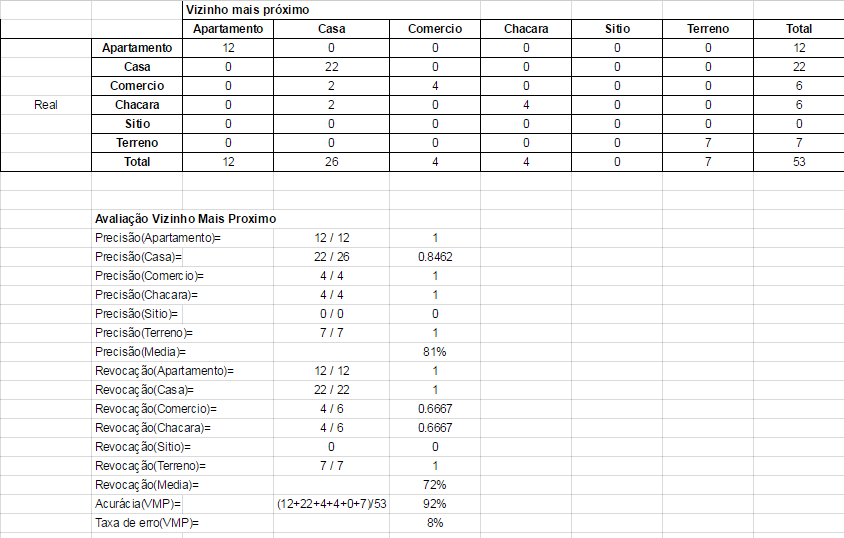 Vizinho mais próximo
Apartamento Casa Comercio Chacara Sitio Terreno Total
Apartamento 12 0 0 0 0 0 12
Casa 0 22 0 0 0 0 22
Comercio 0 2 4 0 0 0 6
Real Chacara 0 2 0 4 0 0 6
Sitio 0 0 0 0 0 0 0
Terreno 0 0 0 0 0 7 7
Total 12 26 4 4 0 7 53
Avaliação Vizinho Mais Proximo
Precisão(Apartamento)= 12 / 12 1
Precisão(Casa)= 22 / 26 0.8462
Precisão(Comercio)= 4 / 4 1
Precisão(Chacara)= 4 / 4 1
Precisão(Sitio)= 0 / 0 0
Precisão(Terreno)= 7 / 7 1
Precisão(Media)= 81%
Revocação(Apartamento)= 12 / 12 1
Revocação(Casa)= 22 / 22 1
Revocação(Comercio)= 4 / 6 0.6667
Revocação(Chacara)= 4 / 6 0.6667
Revocação(Sitio)= 0 0
Revocação(Terreno)= 7 / 7 1
Revocação(Media)= 72%
Acurácia(VMP)= (12+22+4+4+0+7)/53 92%
Taxa de erro(VMP)= 8%